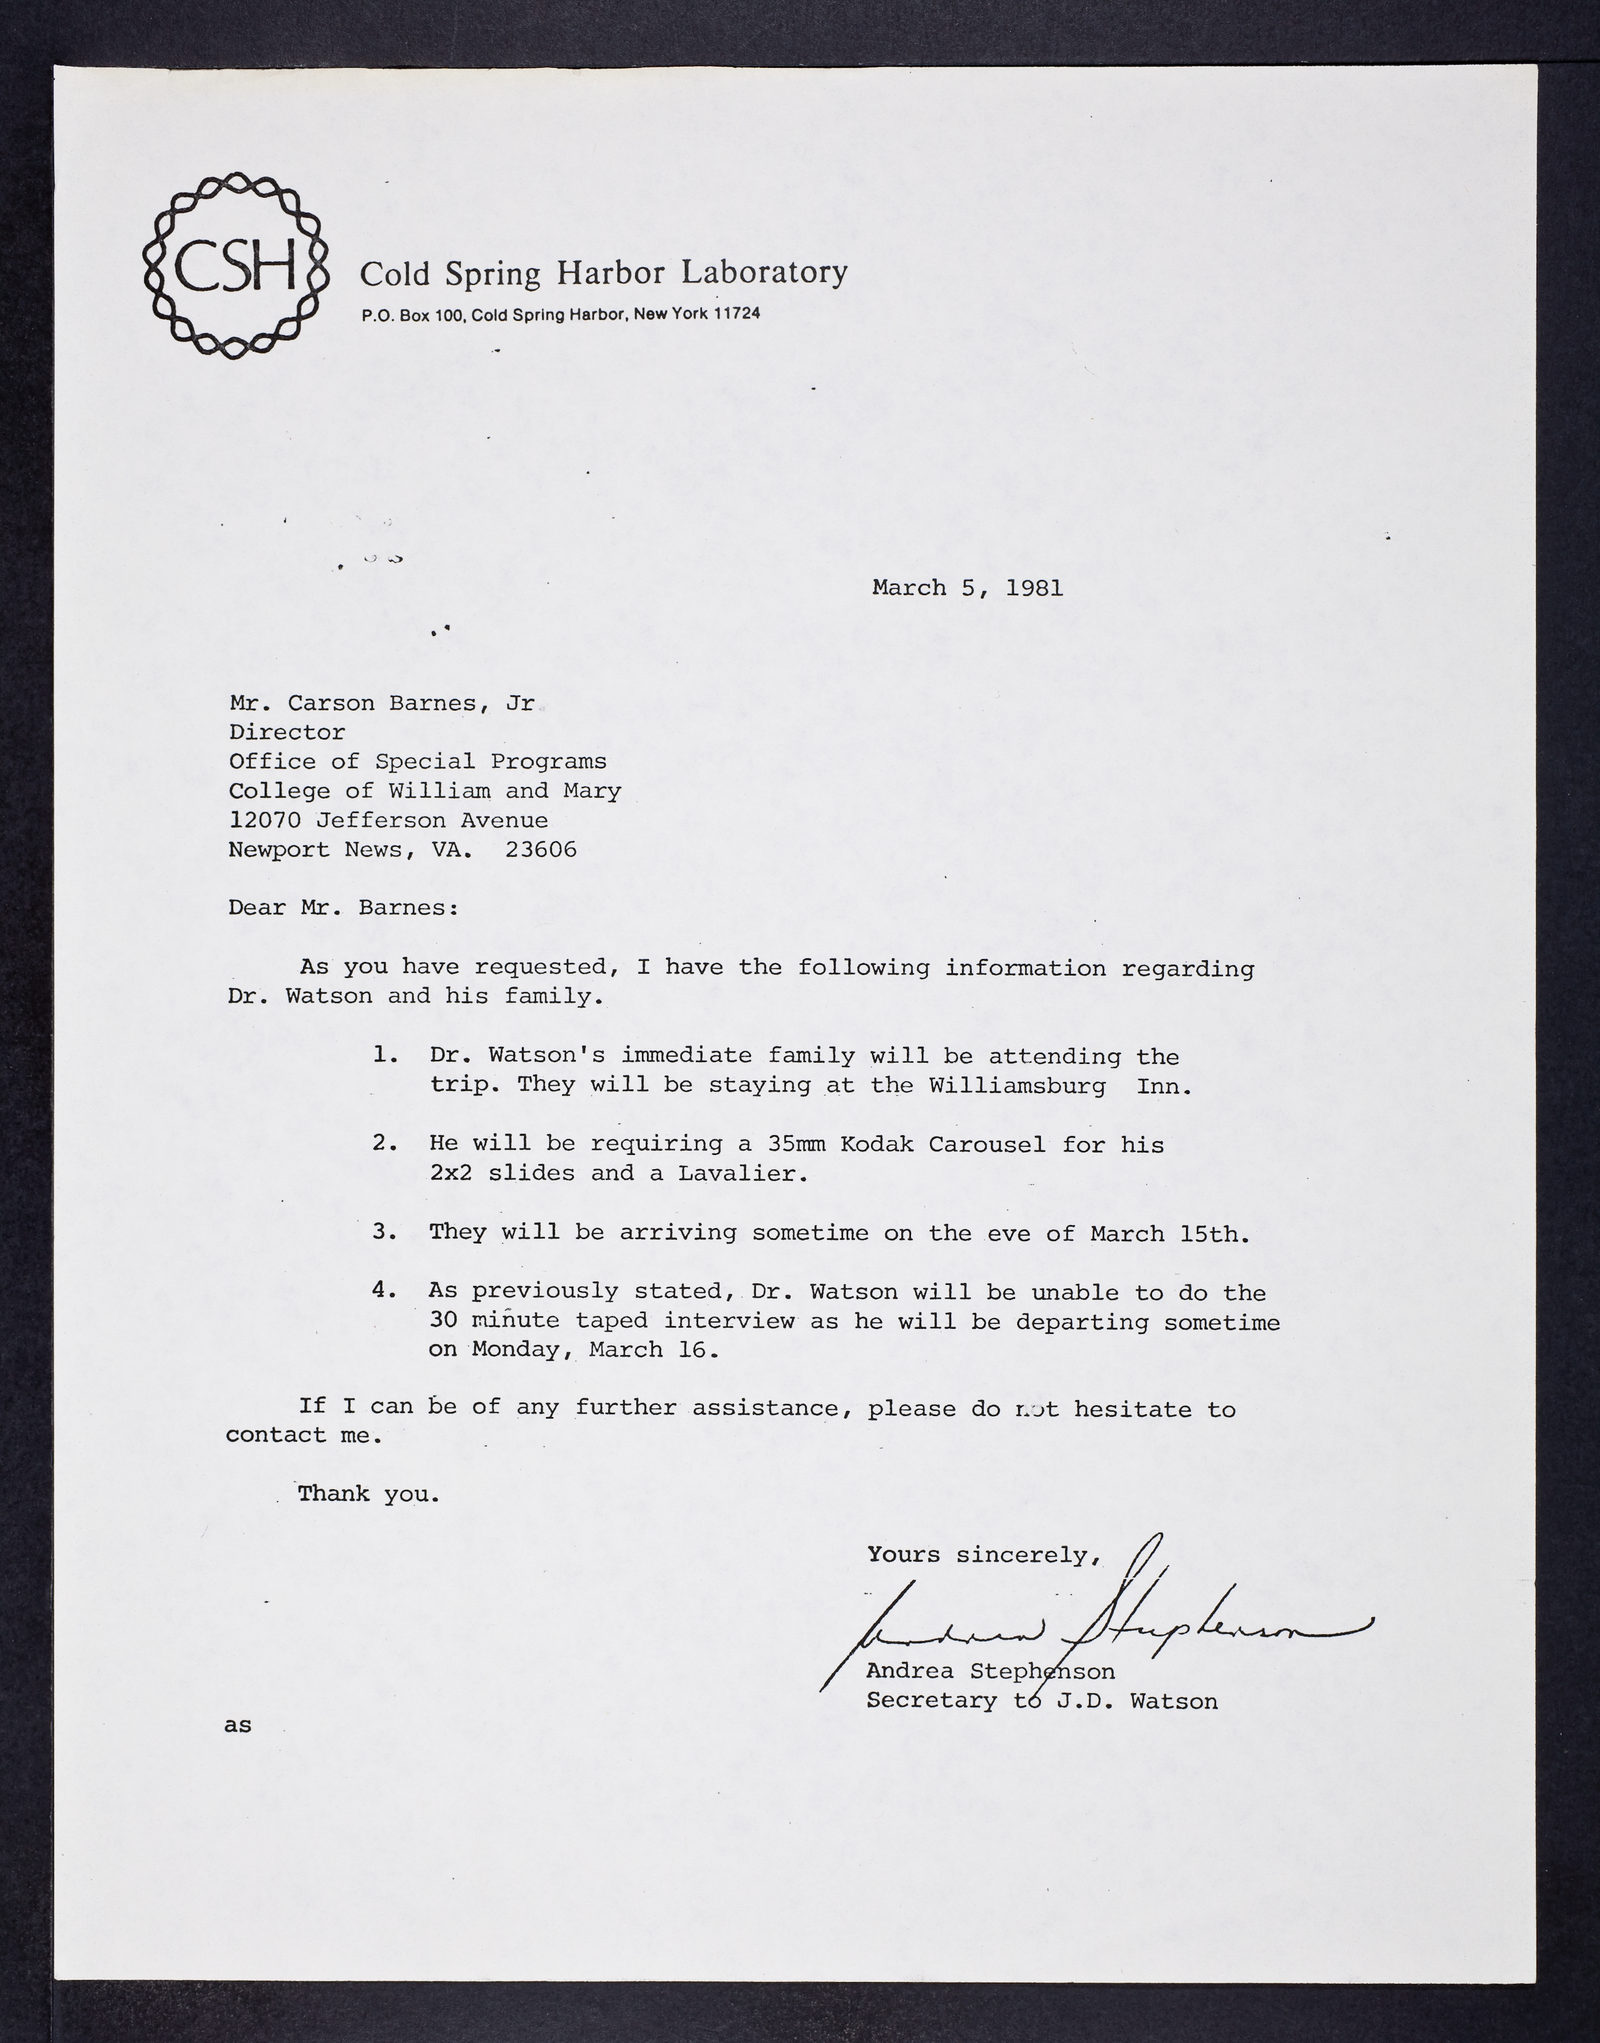 CSH
Cold Spring Harbor Laboratory
P.O. Box 100, Cold Spring Harbor, New York 11724
March 5, 1981
Mr. Carson Barnes, Jr
Director
Office of Special Programs
College of William and Mary
12070 Jefferson Avenue
Newport News, VA.  23606
Dear Mr. Barnes:
As you have requested, I have the following information regarding
Dr. Watson and his family.
1.  Dr. Watson's immediate family will be attending the
trip. They will be staying at the Williamsburg  Inn.
2.  He will be requiring a 35mm Kodak Carousel for his
2x2 slides and a Lavalier.
3.  They will be arriving sometime on the eve of March 15th.
4.  As previously stated, Dr. Watson will be unable to do the
30 minute taped interview as he will be departing sometime
on Monday, March 16.
If I can be of any further assistance, please do not hesitate to
contact me.
Thank you.
Yours sincerely,
Andrea Stephenson
Andrea Stephenson
Secretary to J.D. Watson
as